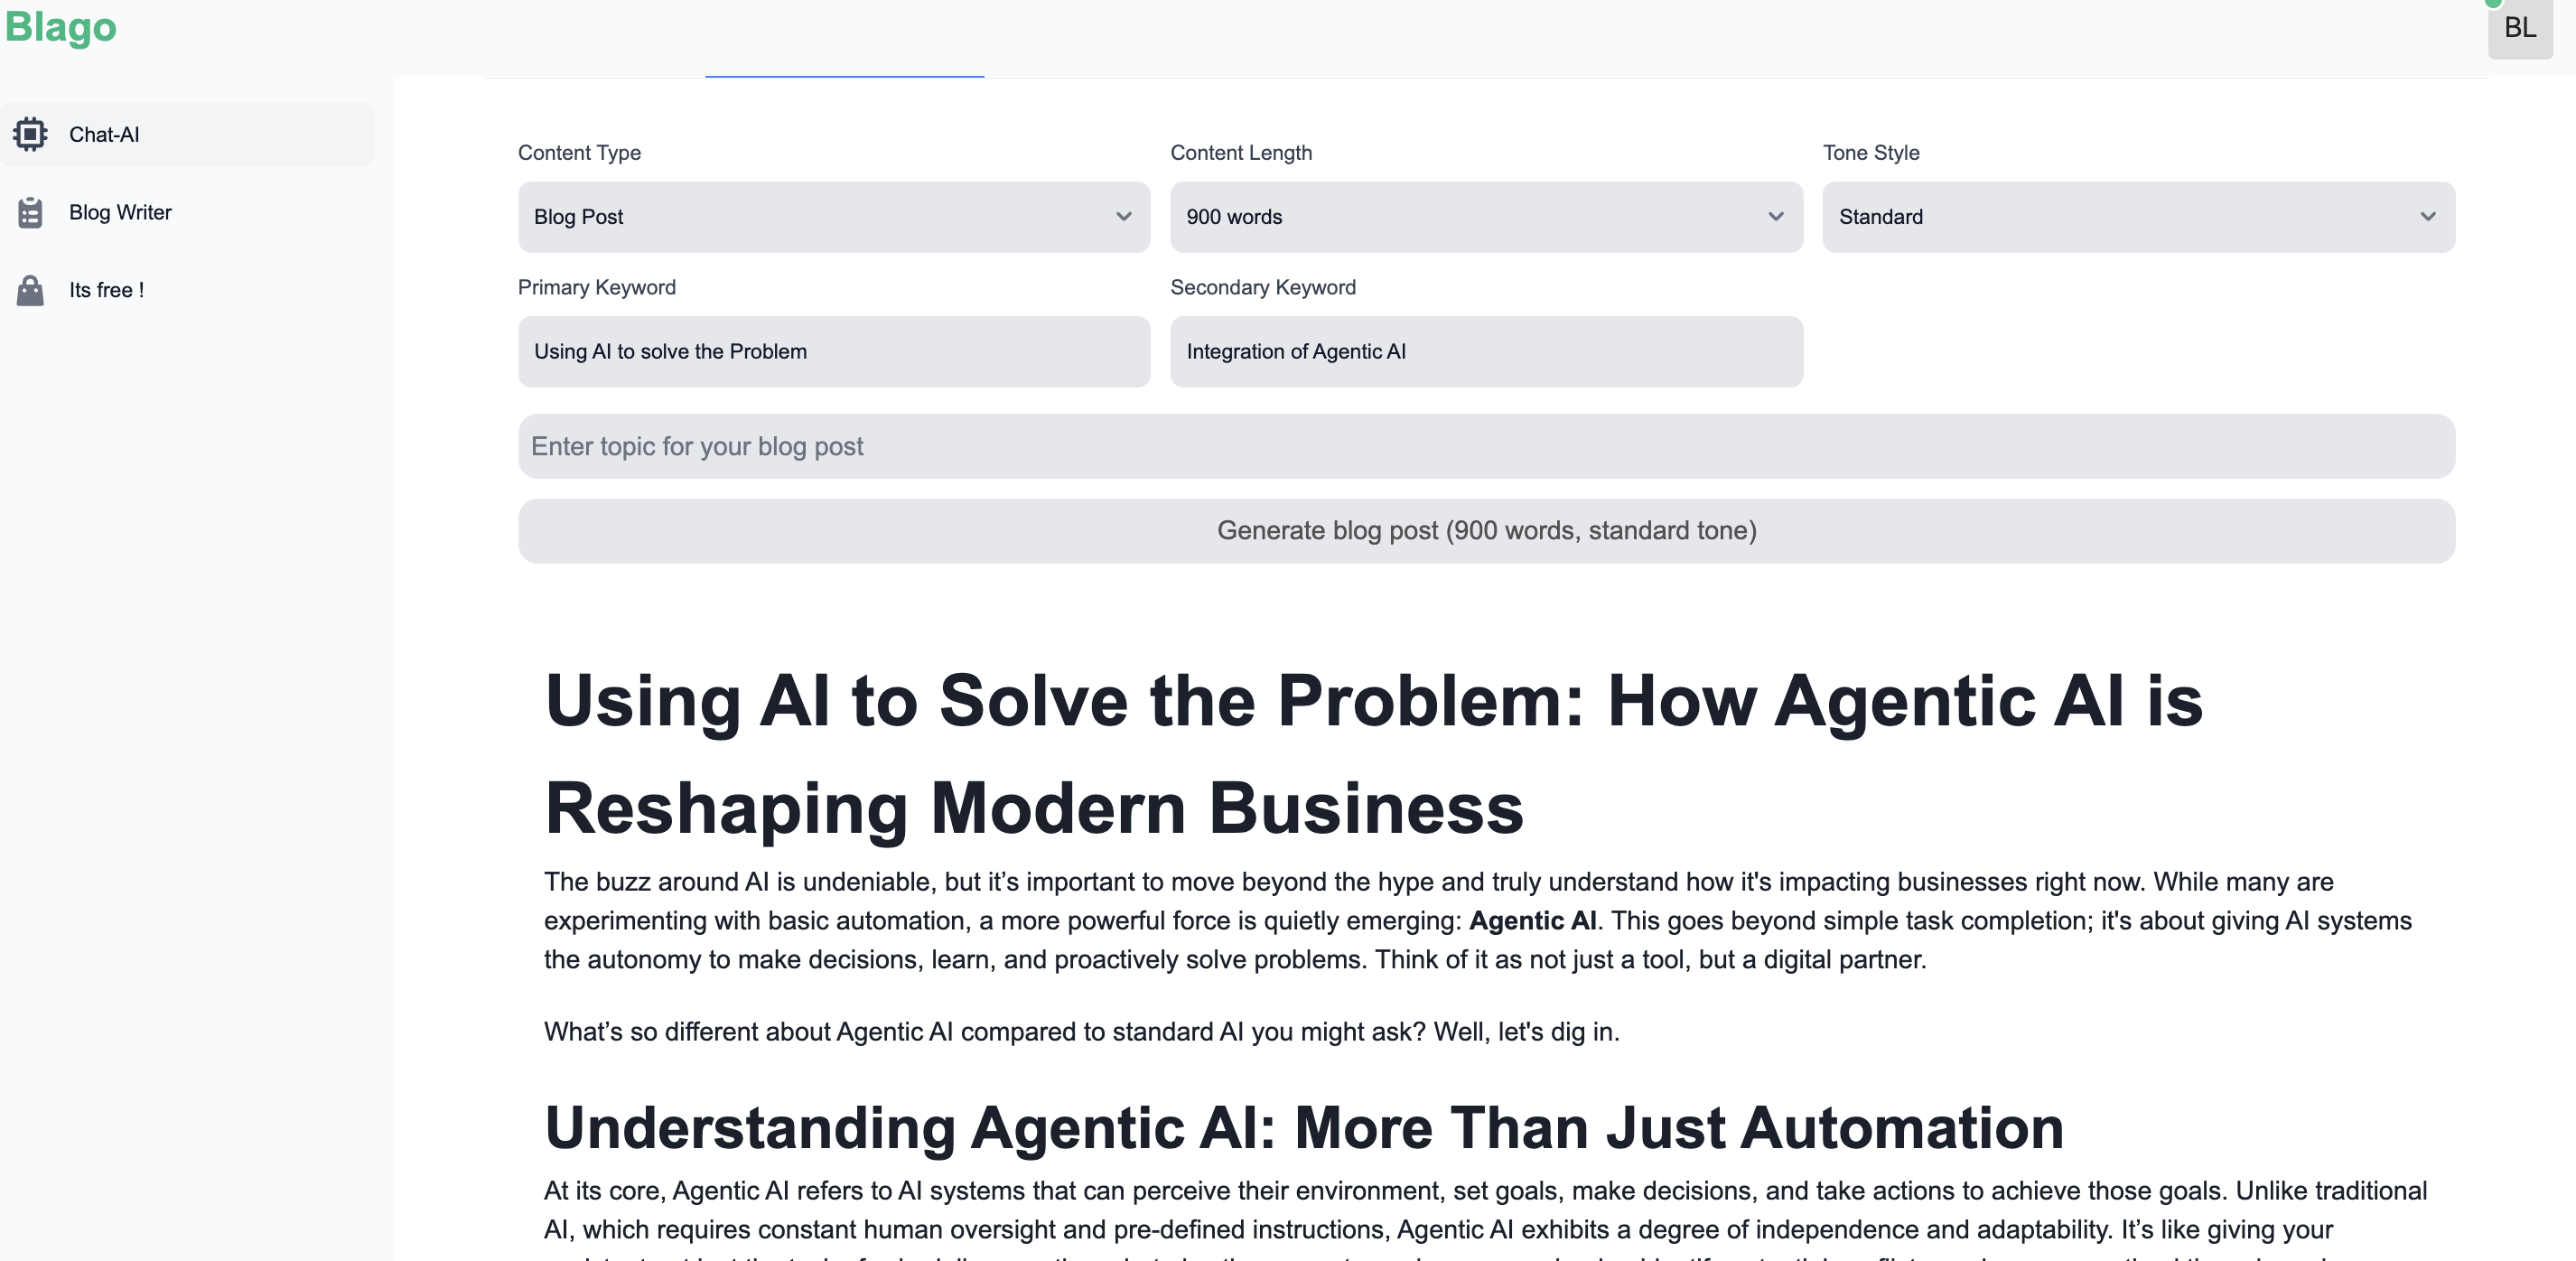 Blago
BL
Chat-AI
Blog Writer
Its free !
Content Type
Content Length
Tone Style
Blog Post
900 words
Standard
Primary Keyword
Secondary Keyword
Using AI to solve the Problem
Integration of Agentic AI
Enter topic for your blog post
Generate blog post (900 words, standard tone)
Using AI to Solve the Problem: How Agentic AI is
Reshaping Modern Business
The buzz around AI is undeniable, but it’s important to move beyond the hype and truly understand how it's impacting businesses right now. While many are
experimenting with basic automation, a more powerful force is quietly emerging: Agentic AI. This goes beyond simple task completion; it's about giving AI systems
the autonomy to make decisions, learn, and proactively solve problems. Think of it as not just a tool, but a digital partner.
What’s so different about Agentic AI compared to standard AI you might ask? Well, let's dig in.
Understanding Agentic AI: More Than Just Automation
At its core, Agentic AI refers to AI systems that can perceive their environment, set goals, make decisions, and take actions to achieve those goals. Unlike traditional
AI, which requires constant human oversight and pre-defined instructions, Agentic AI exhibits a degree of independence and adaptability. It’s like giving your